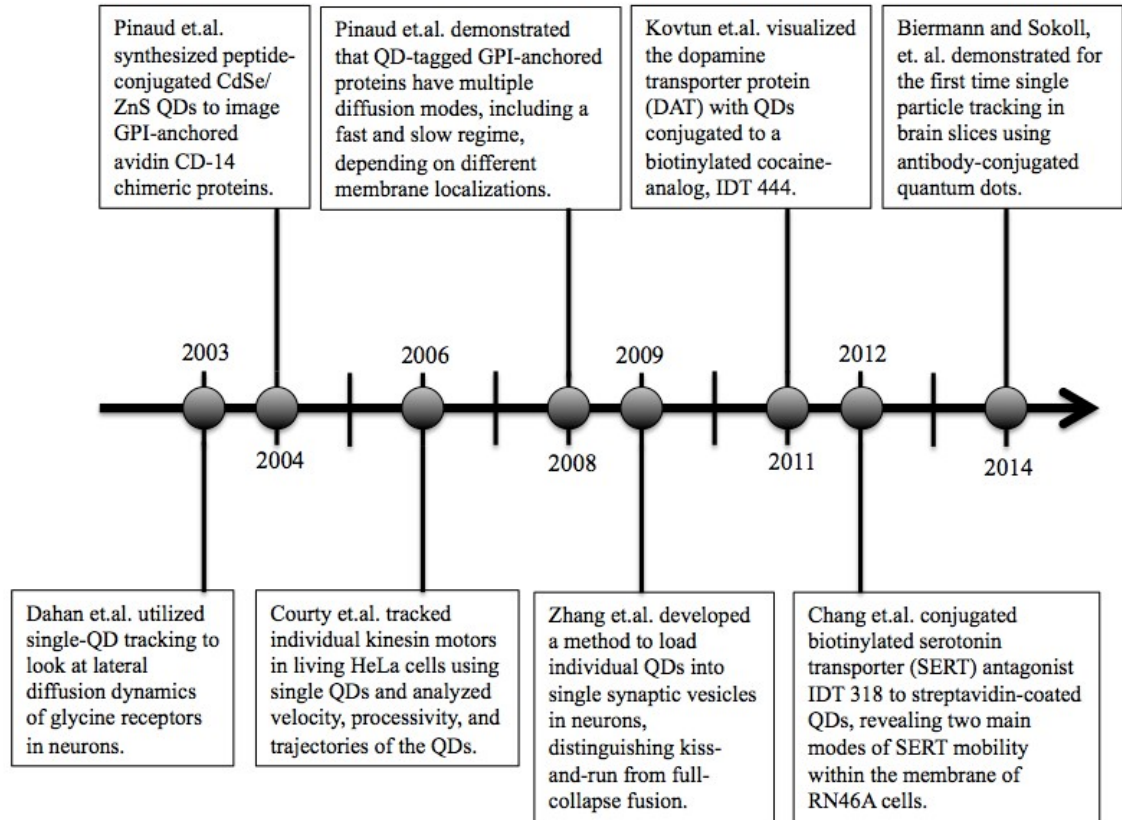 Pinaud et.al.
synthesized peptide-
conjugated CdSe/
ZnS QDs to image
GPI-anchored
avidin CD-14
chimeric proteins.
Pinaud et.al. demonstrated
that QD-tagged GPI-anchored
proteins have multiple
diffusion modes, including a
fast and slow regime,
depending on different
membrane localizations.
Kovtun et.al. visualized
the dopamine
transporter protein
(DAT) with QDs
conjugated to a
biotinylated cocaine-
analog, IDT 444.
Biermann and Sokoll,
et. al. demonstrated for
the first time single
particle tracking in
brain slices using
antibody-conjugated
quantum dots.
2003
2006
2009
2012
2004
2008
2011
2014
Dahan et.al. utilized
single-QD tracking to
look at lateral
diffusion dynamics
of glycine receptors
in neurons.
Courty et.al. tracked
individual kinesin motors
in living HeLa cells using
single QDs and analyzed
velocity, processivity, and
trajectories of the QDs.
Zhang et.al. developed
a method to load
individual QDs into
single synaptic vesicles
in neurons,
distinguishing kiss-
and-run from full-
collapse fusion.
Chang et.al. conjugated
biotinylated serotonin
transporter (SERT) antagonist
IDT 318 to streptavidin-coated
QDs, revealing two main
modes of SERT mobility
within the membrane of
RN46A cells.